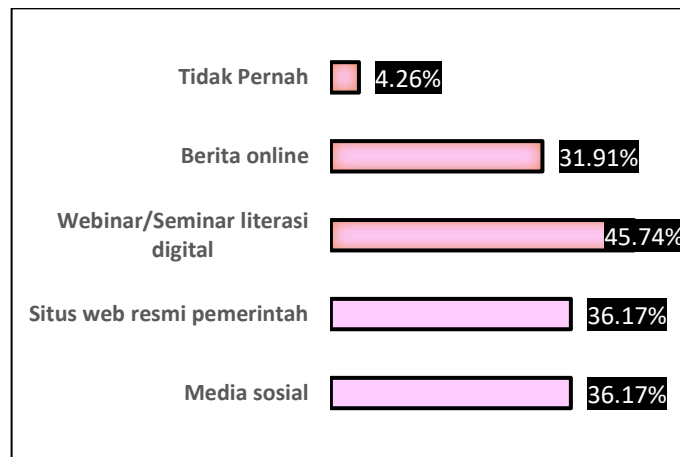 Tidak Pernah
4.26%
Berita online
31.91%
Webinar/Seminar literasi
digital
45.74%
Situs web resmi pemerintah
36.17%
Media sosial
36.17%